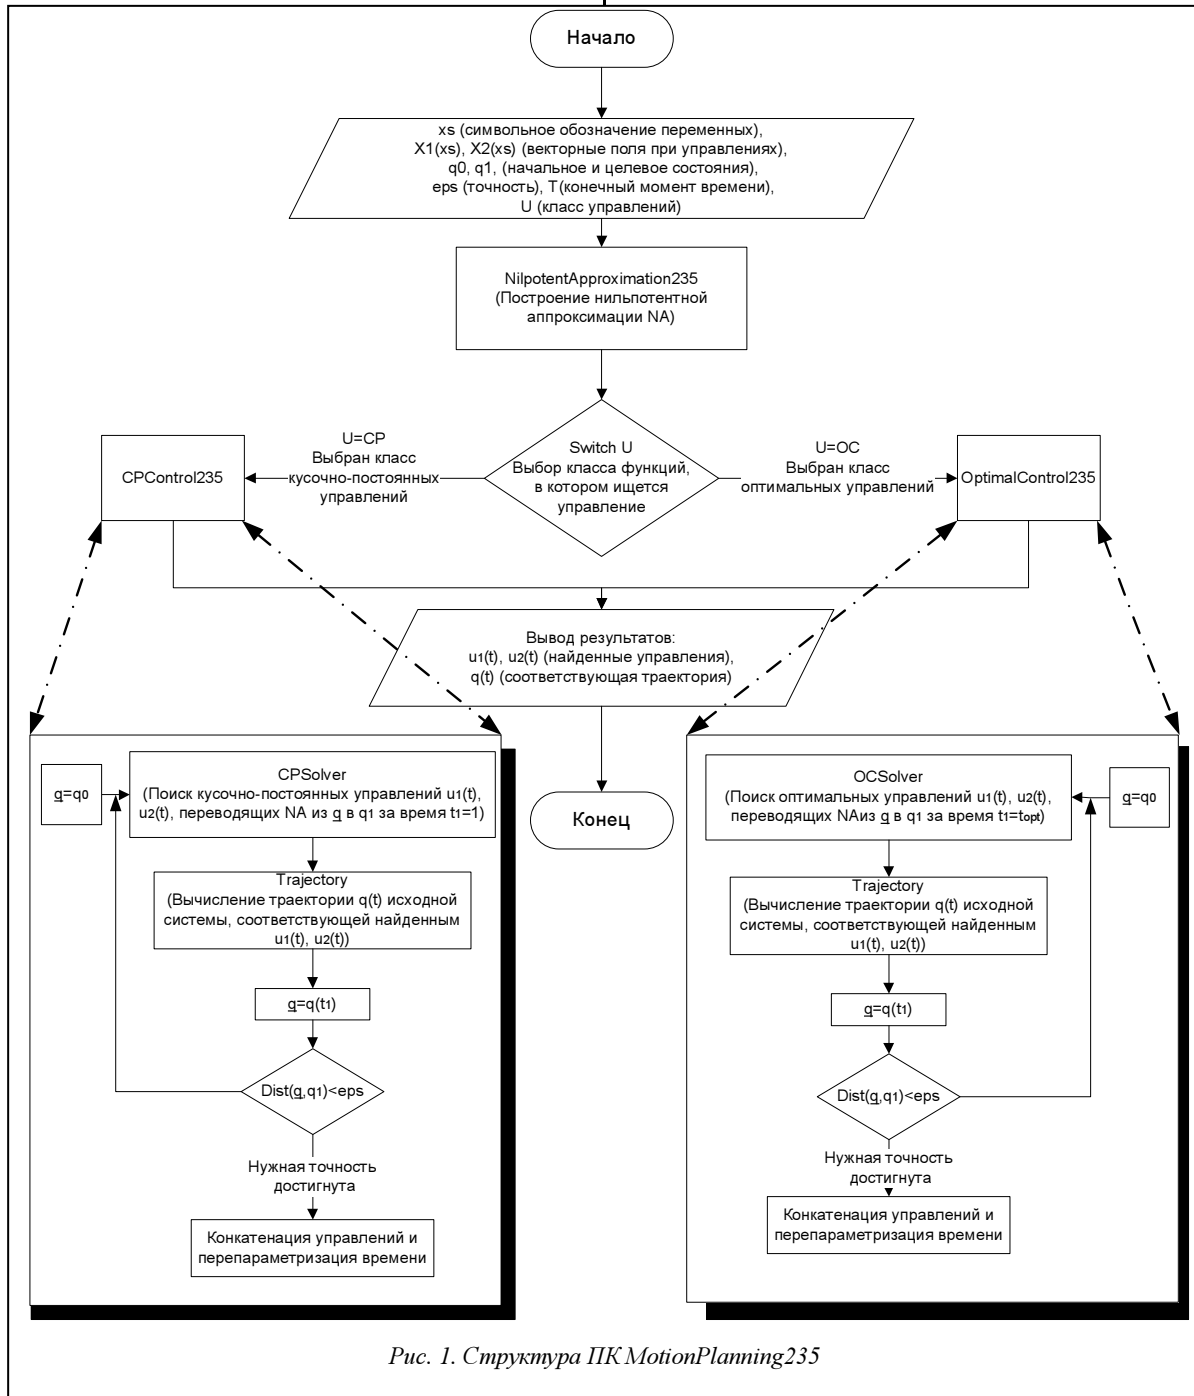 Начало
xs (символьное обозначение переменных),
X1(xs), X2(xs) (векторные поля при управлениях),
q0, q1, (начальное и целевое состояния),
eps (точность), T(конечный момент времени),
U (класс управлений)
NilpotentApproximation235
(Построение нильпотентной
аппроксимации NA)
Switch U
Выбор класса функций,
в котором ищется
управление
U=CP
Выбран класс
кусочно-постоянных
управлений
CPControl235
U=OC
Выбран класс
оптимальных управлений
OptimalControl235
Вывод результатов:
u1(t), u2(t) (найденные управления),
q(t) (соответствующая траектория)
Конец
q=q0
CPSolver
(Поиск кусочно-постоянных управлений u1(t),
u2(t), переводящих NA из q в q1 за время t1=1)
Trajectory
(Вычисление траектории q(t) исходной
системы, соответствующей найденным
u1(t), u2(t))
q=q(t1)
Dist(q,q1)<eps
Нужная точность
достигнута
Конкатенация управлений и
перепараметризация времени
OCSolver
(Поиск оптимальных управлений u1(t), u2(t),
переводящих NAиз q в q1 за время t1=topt)
q=q0
Trajectory
(Вычисление траектории q(t) исходной
системы, соответствующей найденным
u1(t), u2(t))
q=q(t1)
Dist(q,q1)<eps
Нужная точность
достигнута
Конкатенация управлений и
перепараметризация времени
Рис. 1. Структура ПК MotionPlanning235